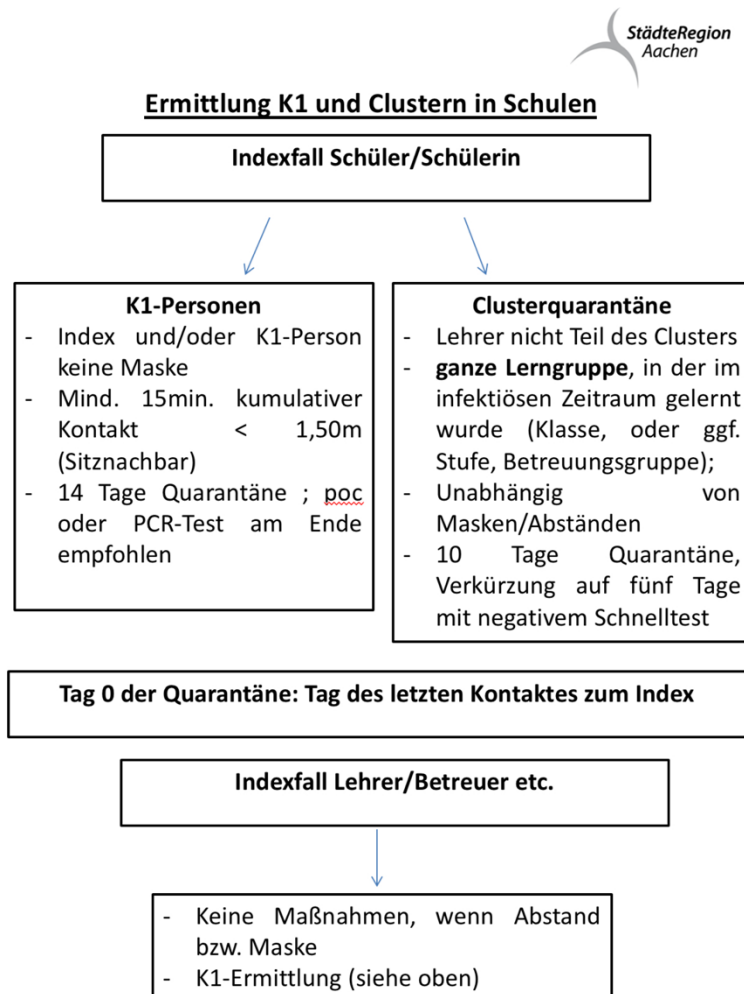 StädteRegion
Aachen
Ermittlung K1 und Clustern in Schulen
Indexfall Schüler/Schülerin
K1-Personen
- Index und/oder K1-Person
keine Maske
- Mind. 15min. kumulativer
Kontakt < 1,50m
(Sitznachbar)
- 14 Tage Quarantäne ; poc
oder PCR-Test am Ende
empfohlen
Clusterquarantäne
- Lehrer nicht Teil des Clusters
- ganze Lerngruppe, in der im
infektiösen Zeitraum gelernt
wurde (Klasse, oder ggf.
Stufe, Betreuungsgruppe);
- Unabhängig von
Masken/Abständen
- 10 Tage Quarantäne,
Verkürzung auf fünf Tage
mit negativem Schnelltest
Tag 0 der Quarantäne: Tag des letzten Kontaktes zum Index
Indexfall Lehrer/Betreuer etc.
- Keine Maßnahmen, wenn Abstand
bzw. Maske
- K1-Ermittlung (siehe oben)